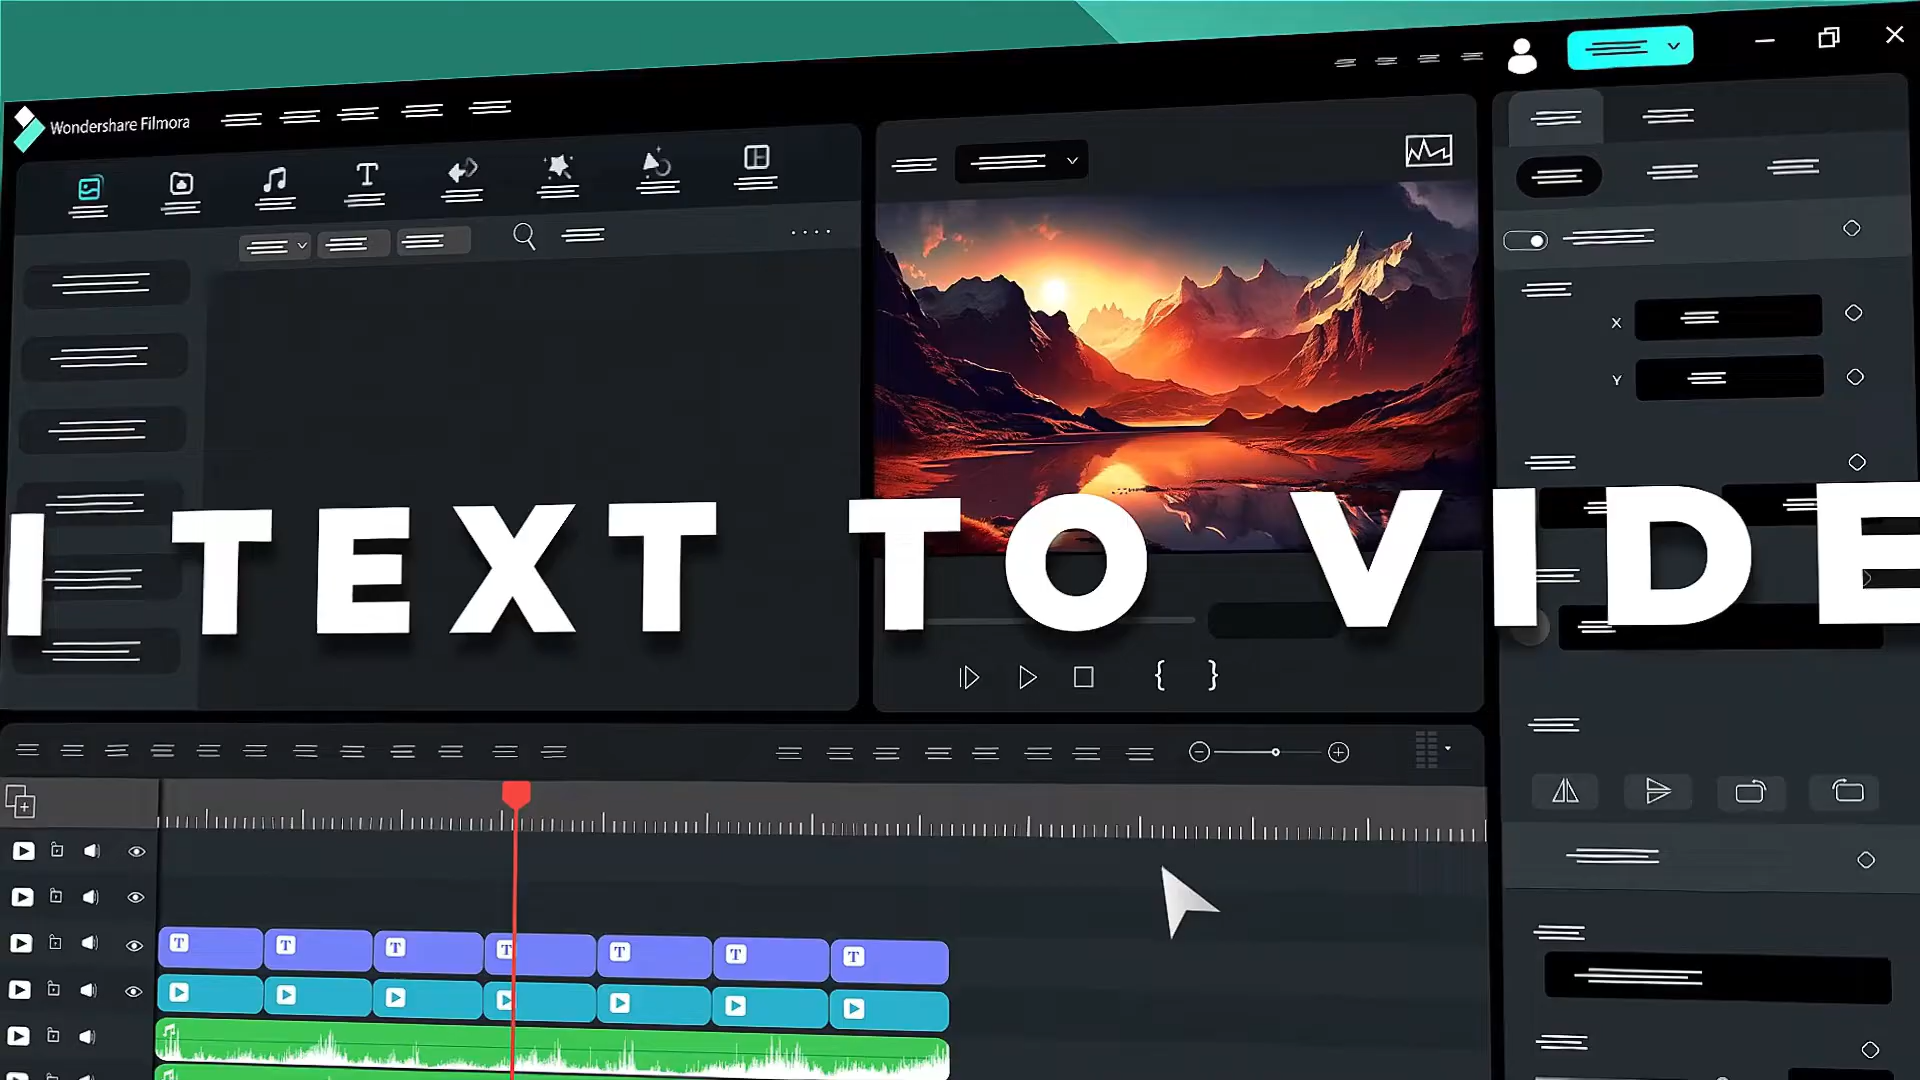 Wondershare Filmora
X
Y
I TEXT TO VIDE
T T T T T T T